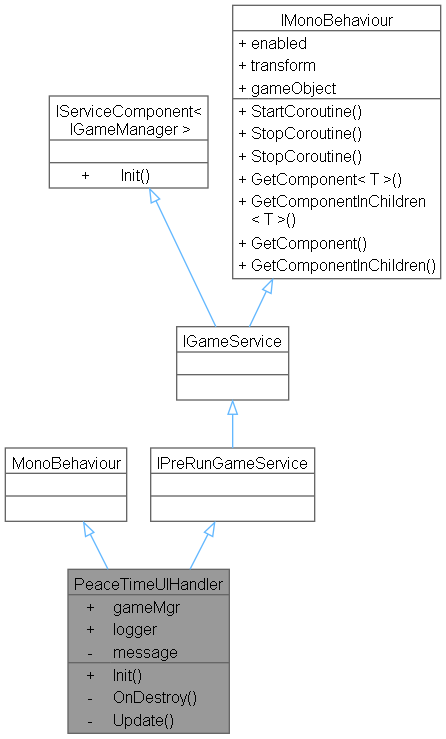 IMonoBehaviour
+ enabled
+ transform
+ gameObject
+ StartCoroutine()
+ StopCoroutine()
+ StopCoroutine()
+ GetComponent< T >()
+ GetComponentInChildren
< T >()
+ GetComponent()
+ GetComponentInChildren()
IServiceComponent<
IGameManager >
+ Init()
IGameService
MonoBehaviour
IPreRunGameService
PeaceTimeUIHandler
+ gameMgr
+ logger
- message
+ Init()
- OnDestroy()
- Update()